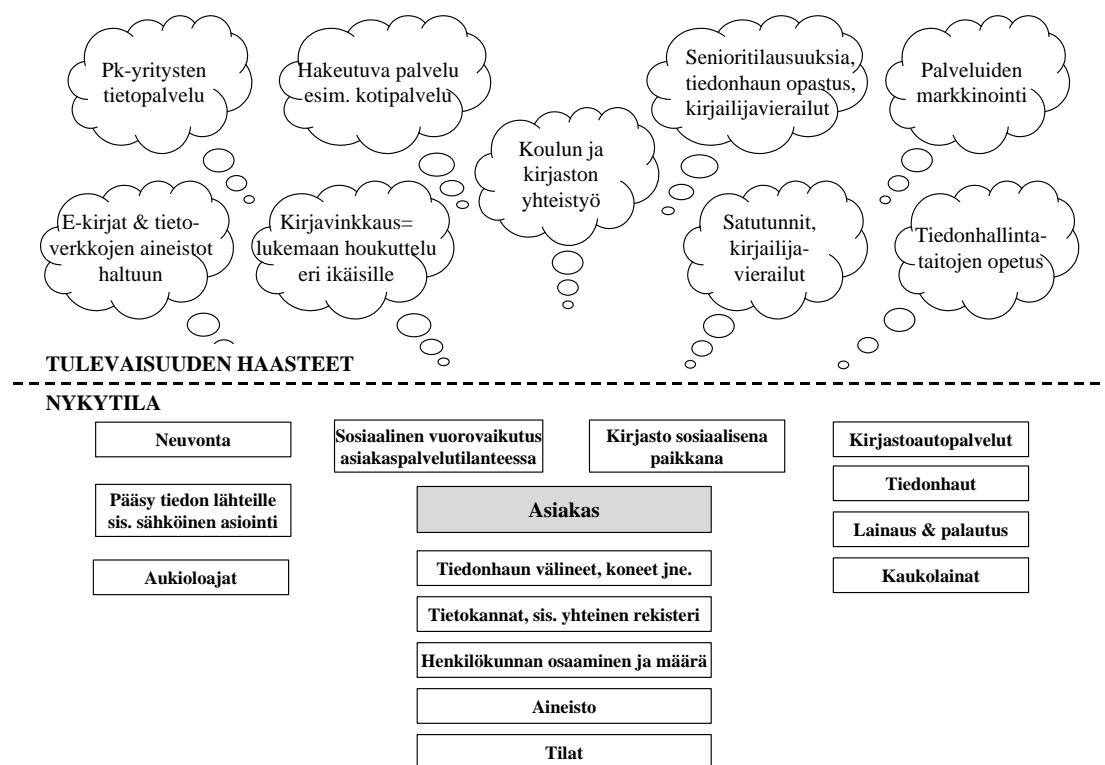 Pk-yritysten
tietopalvelu
Hakeutuva palvelu
esim. kotipalvelu
Koulun ja
kirjaston
yhteistyö
Senioritilausuuksia,
tiedonhaun opastus,
kirjailijavierailut
Palveluiden
markkinointi
E-kirjat & tieto-
verkkojen aineistot
haltuun
Kirjavinkkaus=
lukemaan houkuttelu
eri ikäisille
Satutunnit,
kirjailija-
vierailut
Tiedonhallinta-
taitojen opetus
TULEVAISUUDEN HAASTEET
NYKYTILA
Neuvonta
Sosiaalinen vuorovaikutus
asiakaspalvelutilanteessa
Kirjasto sosiaalisena
paikkana
Kirjastoautopalvelut
Pääsy tiedon lähteille
sis. sähköinen asiointi
Asiakas
Tiedonhaut
Lainaus & palautus
Aukioloajat
Tiedonhaun välineet, koneet jne.
Kaukolainat
Tietokannat, sis. yhteinen rekisteri
Henkilökunnan osaaminen ja määrä
Aineisto
Tilat